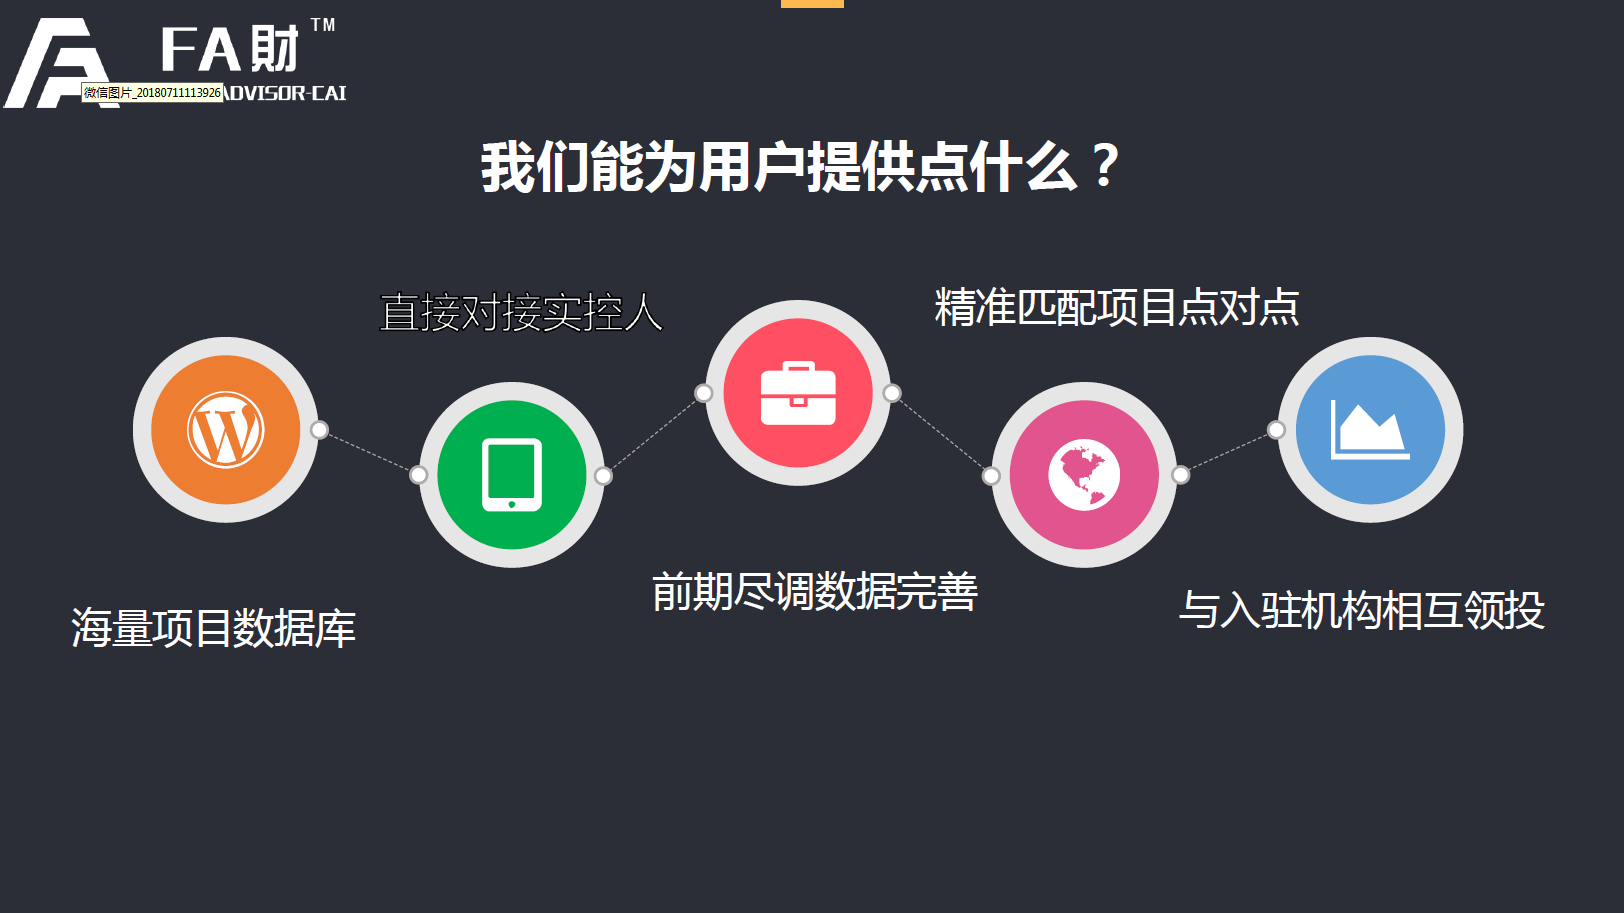 FA財 TM
微信图片_20180711113926
ADVISOR-CAI
我们能为用户提供点什么？
直接对接实控人
精准匹配项目点对点
前期尽调数据完善
与入驻机构相互领投
海量项目数据库